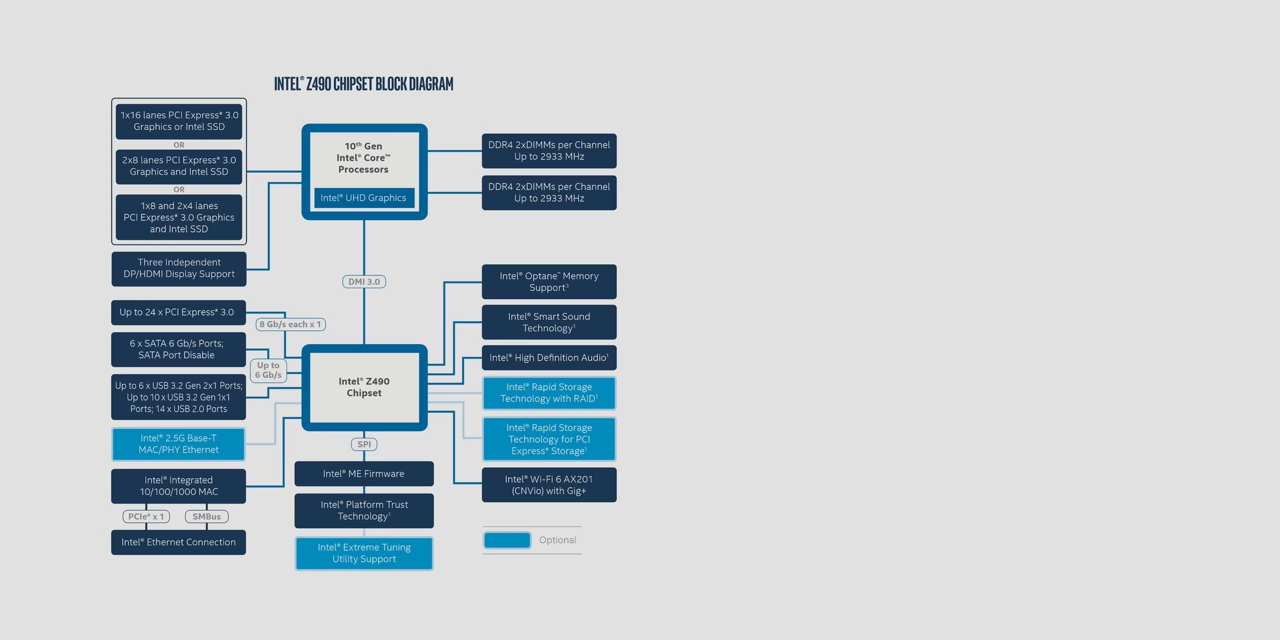 INTEL® Z490 CHIPSET BLOCK DIAGRAM
1x16 lanes PCI Express* 3.0
Graphics or Intel SSD
OR
2x8 lanes PCI Express* 3.0
Graphics and Intel SSD
OR
1x8 and 2x4 lanes
PCI Express* 3.0 Graphics
and Intel SSD
Three Independent
DP/HDMI Display Support
10th Gen
Intel® Core™
Processors
Intel® UHD Graphics
DDR4 2xDIMMs per Channel
Up to 2933 MHz
DDR4 2xDIMMs per Channel
Up to 2933 MHz
DMI 3.0
Up to 24 x PCI Express* 3.0
8 Gb/s each x 1
6 x SATA 6 Gb/s Ports;
SATA Port Disable
Up to
6 Gb/s
Up to 6 x USB 3.2 Gen 2x1 Ports;
Up to 10 x USB 3.2 Gen 1x1
Ports; 14 x USB 2.0 Ports
Intel® 2.5G Base-T
MAC/PHY Ethernet
Intel® Integrated
10/100/1000 MAC
PCIe* x 1
SMBus
Intel® Ethernet Connection
Intel® Z490
Chipset
SPI
Intel® ME Firmware
Intel® Platform Trust
Technology¹
Intel® Extreme Tuning
Utility Support
Intel® Optane™ Memory
Support³
Intel® Smart Sound
Technology¹
Intel® High Definition Audio¹
Intel® Rapid Storage
Technology with RAID¹
Intel® Rapid Storage
Technology for PCI
Express* Storage¹
Intel® Wi-Fi 6 AX201
(CNVio) with Gig+
Optional